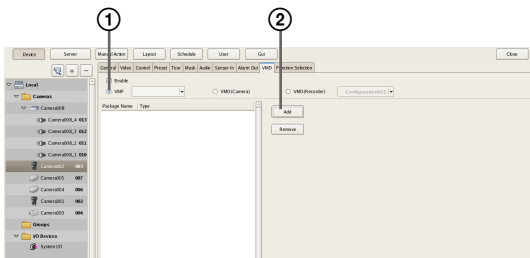 1 2
Device Server Manual Action Layout Schedule User Gui Close
General Video Control Preset Tour Mask Audio Sensor In Alarm Out VMD Function Selection
+ -
Enable
VMF VMD(Camera) VMD(Recorder) Configuration001
Package Name Type
Add
Remove
Local
Cameras
Camera008
Camera008_4 013
Camera008_3 012
Camera008_2 011
Camera008_1 010
Camera002 003
Camera005 007
Camera004 006
Camera001 002
Camera003 004
Groups
I/O Devices
System I/O